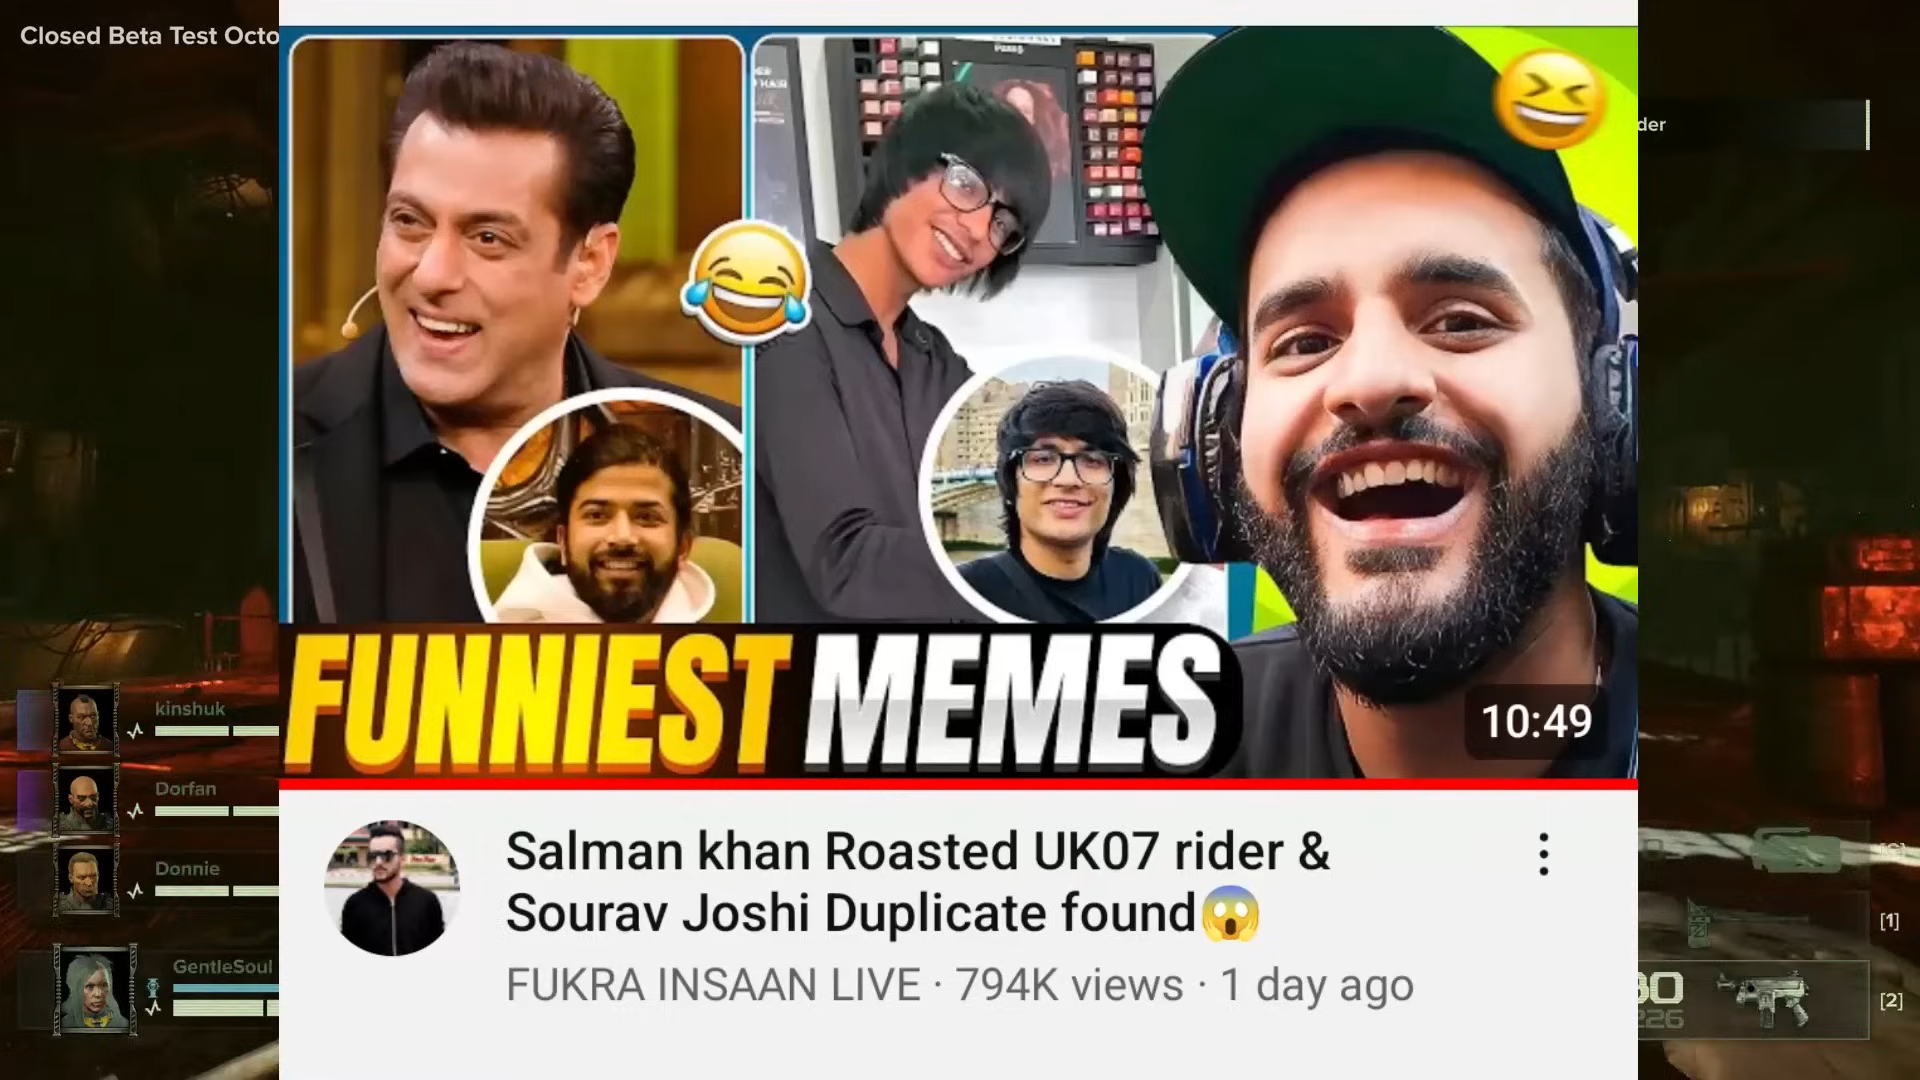 Closed Beta Test Octo
der
FUNNIEST MEMES
10:49
kinshuk
Dorfan
Donnie
GentleSoul
Salman khan Roasted UK07 rider &
Sourav Joshi Duplicate found😱
FUKRA INSAAN LIVE · 794K views · 1 day ago
[1]
[2]
226